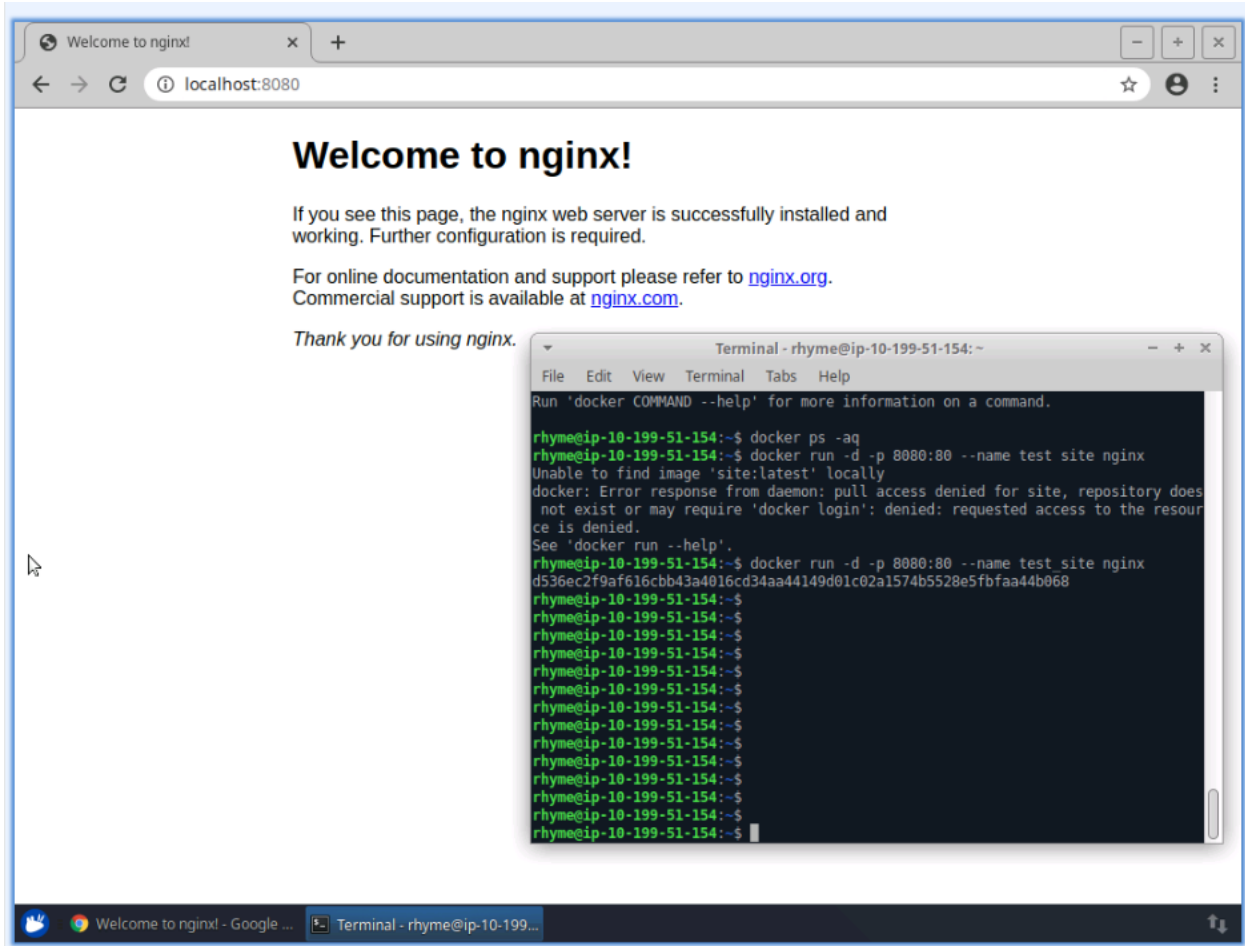 Welcome to nginx!
localhost:8080
Welcome to nginx!
If you see this page, the nginx web server is successfully installed and
working. Further configuration is required.
For online documentation and support please refer to nginx.org.
Commercial support is available at nginx.com.
Thank you for using nginx.
Terminal - rhyme@ip-10-199-51-154: ~
File Edit View Terminal Tabs Help
Run 'docker COMMAND --help' for more information on a command.
rhyme@ip-10-199-51-154:~$ docker ps -aq
rhyme@ip-10-199-51-154:~$ docker run -d -p 8080:80 --name test site nginx
Unable to find image 'site:latest' locally
docker: Error response from daemon: pull access denied for site, repository does
not exist or may require 'docker login': denied: requested access to the resour
ce is denied.
See 'docker run --help'.
rhyme@ip-10-199-51-154:~$ docker run -d -p 8080:80 --name test_site nginx
d536ec2f9af616cbb43a4016cd34aa44149d01c02a1574b5528e5fbfaa44b068
rhyme@ip-10-199-51-154:~$
rhyme@ip-10-199-51-154:~$
rhyme@ip-10-199-51-154:~$
rhyme@ip-10-199-51-154:~$
rhyme@ip-10-199-51-154:~$
rhyme@ip-10-199-51-154:~$
rhyme@ip-10-199-51-154:~$
rhyme@ip-10-199-51-154:~$
rhyme@ip-10-199-51-154:~$
rhyme@ip-10-199-51-154:~$
rhyme@ip-10-199-51-154:~$
rhyme@ip-10-199-51-154:~$
rhyme@ip-10-199-51-154:~$
rhyme@ip-10-199-51-154:~$
Welcome to nginx! - Google ...
Terminal - rhyme@ip-10-199...